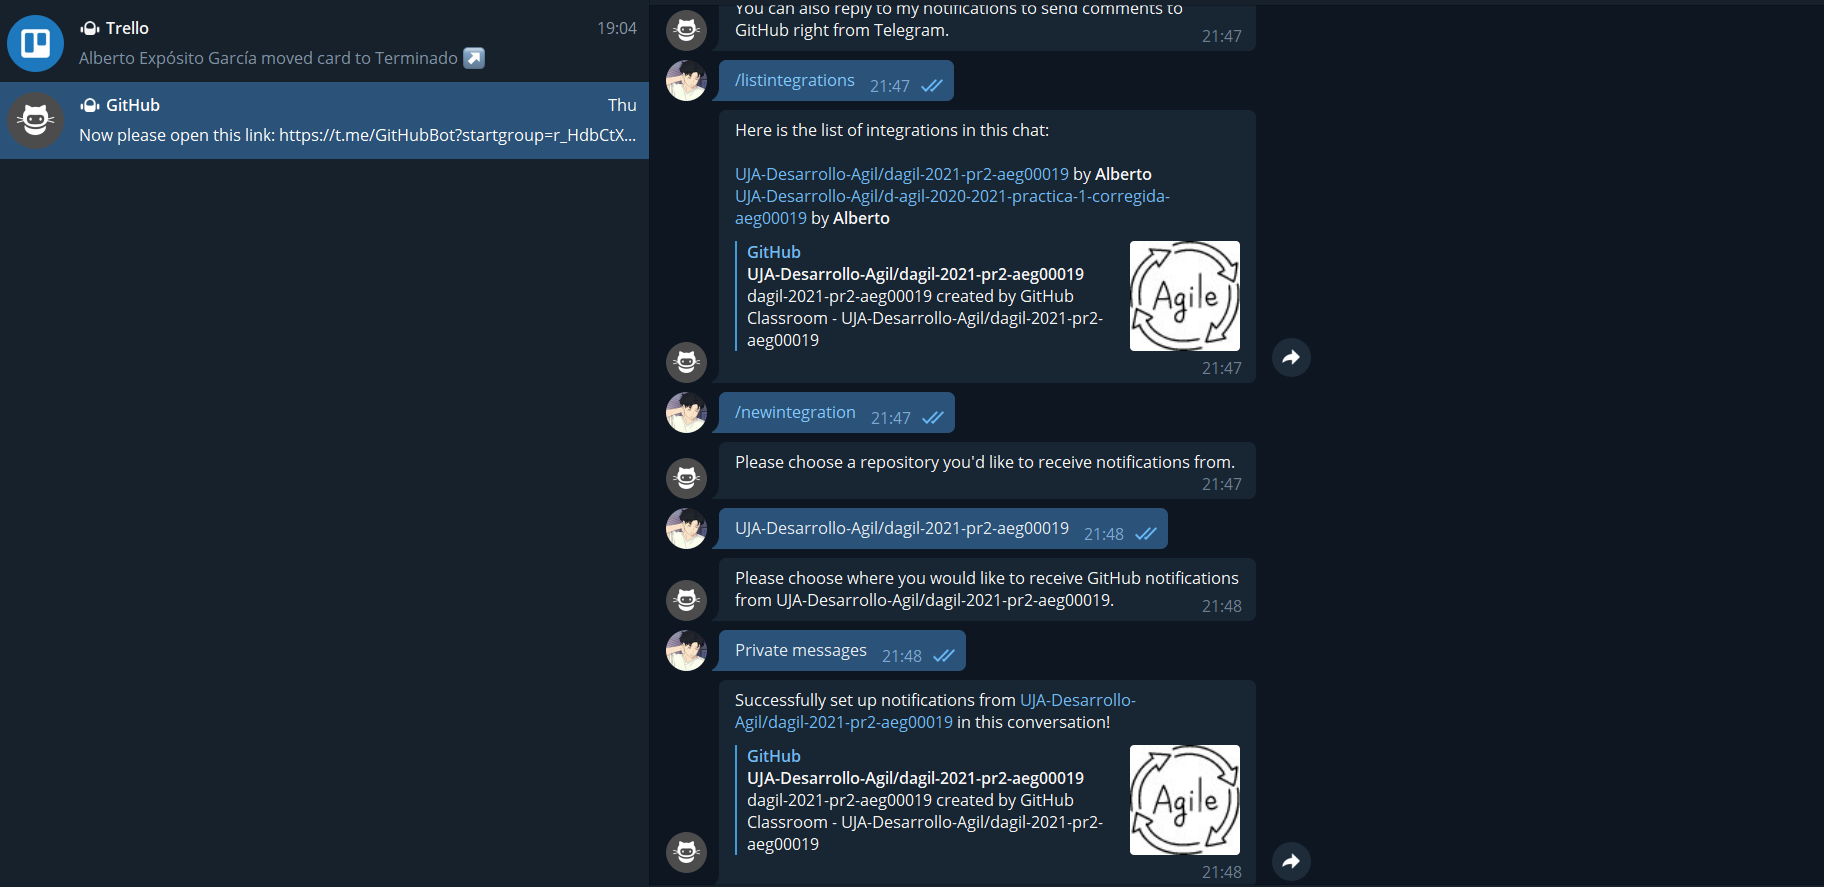 Trello
19:04
Alberto Expósito García moved card to Terminado
GitHub
Thu
Now please open this link: https://t.me/GitHubBot?startgroup=r_HdbCtX...
You can also reply to my notifications to send comments to
GitHub right from Telegram.
21:47
/listintegrations
21:47
Here is the list of integrations in this chat:
UJA-Desarrollo-Agil/dagil-2021-pr2-aeg00019 by Alberto
UJA-Desarrollo-Agil/d-agil-2020-2021-practica-1-corregida-
aeg00019 by Alberto
GitHub
UJA-Desarrollo-Agil/dagil-2021-pr2-aeg00019
dagil-2021-pr2-aeg00019 created by GitHub
Classroom - UJA-Desarrollo-Agil/dagil-2021-pr2-
aeg00019
Agile
21:47
/newintegration
21:47
Please choose a repository you'd like to receive notifications from.
21:47
UJA-Desarrollo-Agil/dagil-2021-pr2-aeg00019
21:48
Please choose where you would like to receive GitHub notifications
from UJA-Desarrollo-Agil/dagil-2021-pr2-aeg00019.
21:48
Private messages
21:48
Successfully set up notifications from UJA-Desarrollo-
Agil/dagil-2021-pr2-aeg00019 in this conversation!
GitHub
UJA-Desarrollo-Agil/dagil-2021-pr2-aeg00019
dagil-2021-pr2-aeg00019 created by GitHub
Classroom - UJA-Desarrollo-Agil/dagil-2021-pr2-
aeg00019
Agile
21:48